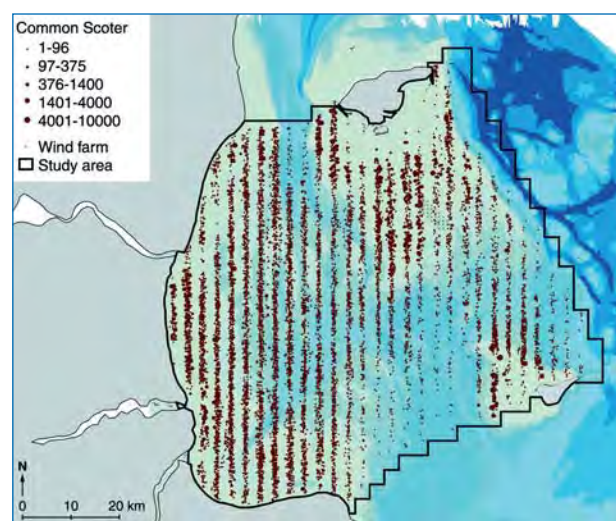 Common Scoter
1-96
97-375
376-1400
1401-4000
4001-10000
Wind farm
Study area
N
0 10 20 km